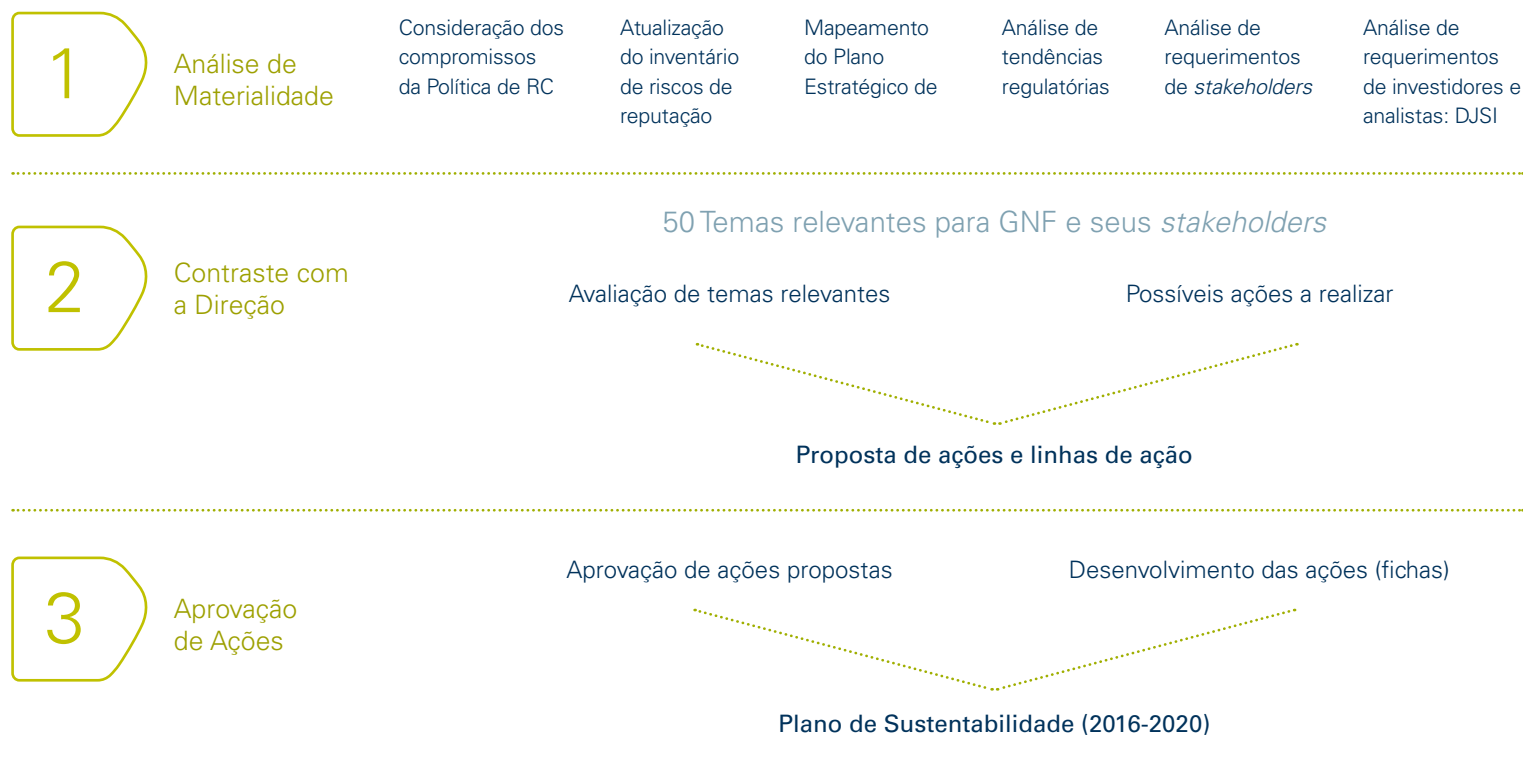 1
Análise de
Materialidade
Consideração dos
compromissos
da Política de RC
Atualização
do inventário
de riscos de
reputação
Mapeamento
do Plano
Estratégico de
Análise de
tendências
regulatórias
Análise de
requerimentos
de stakeholders
Análise de
requerimentos
de investidores e
analistas: DJSI
2
Contraste com
a Direção
50 Temas relevantes para GNF e seus stakeholders
Avaliação de temas relevantes
Possíveis ações a realizar
Proposta de ações e linhas de ação
3
Aprovação
de Ações
Aprovação de ações propostas
Desenvolvimento das ações (fichas)
Plano de Sustentabilidade (2016-2020)